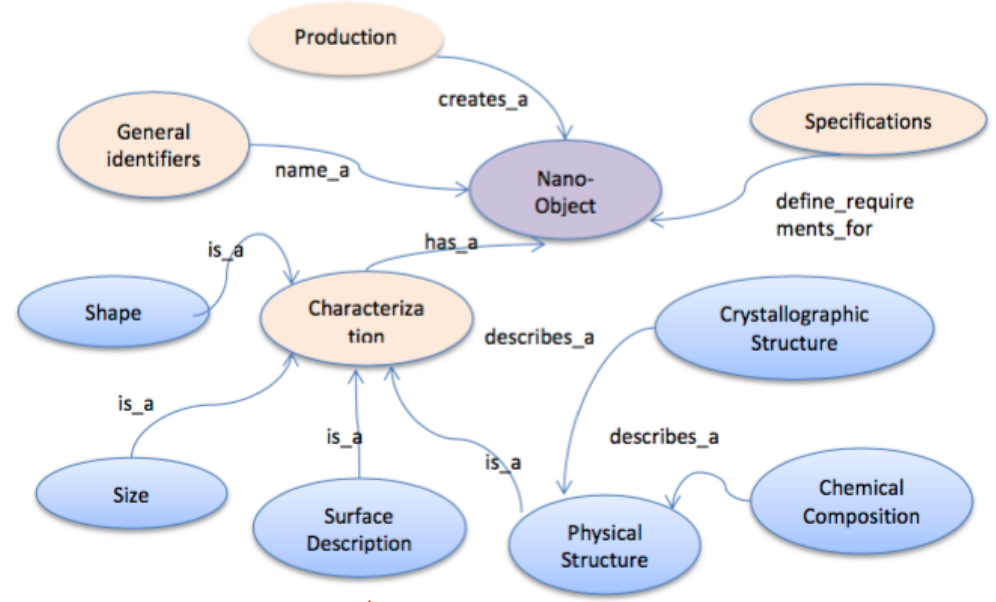 Production
creates_a
General
identifiers
name_a
Specifications
Nano-
Object
define_require
ments_for
has_a
is_a
Shape
Characteriza
tion
describes_a
Crystallographic
Structure
is_a
is_a
describes_a
is_a
Size
Surface
Description
Physical
Structure
Chemical
Composition